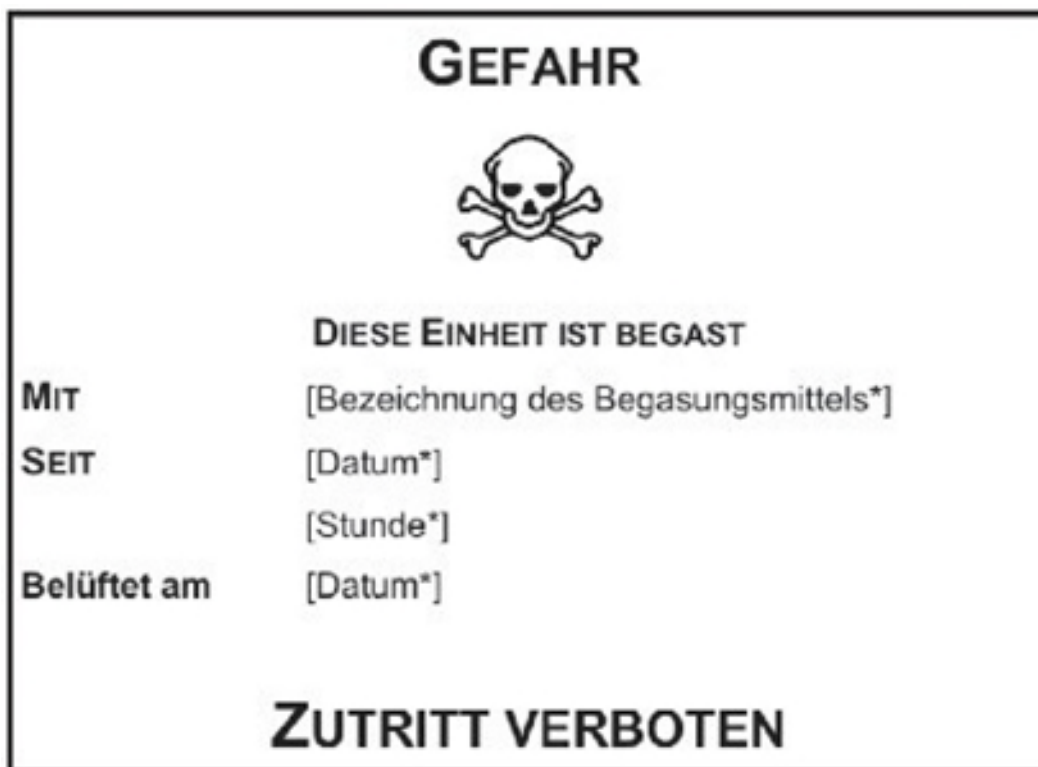 GEFAHR
DIESE EINHEIT IST BEGAST
MIT [Bezeichnung des Begasungsmittels*]
SEIT [Datum*]
[Stunde*]
Belüftet am [Datum*]
ZUTRITT VERBOTEN